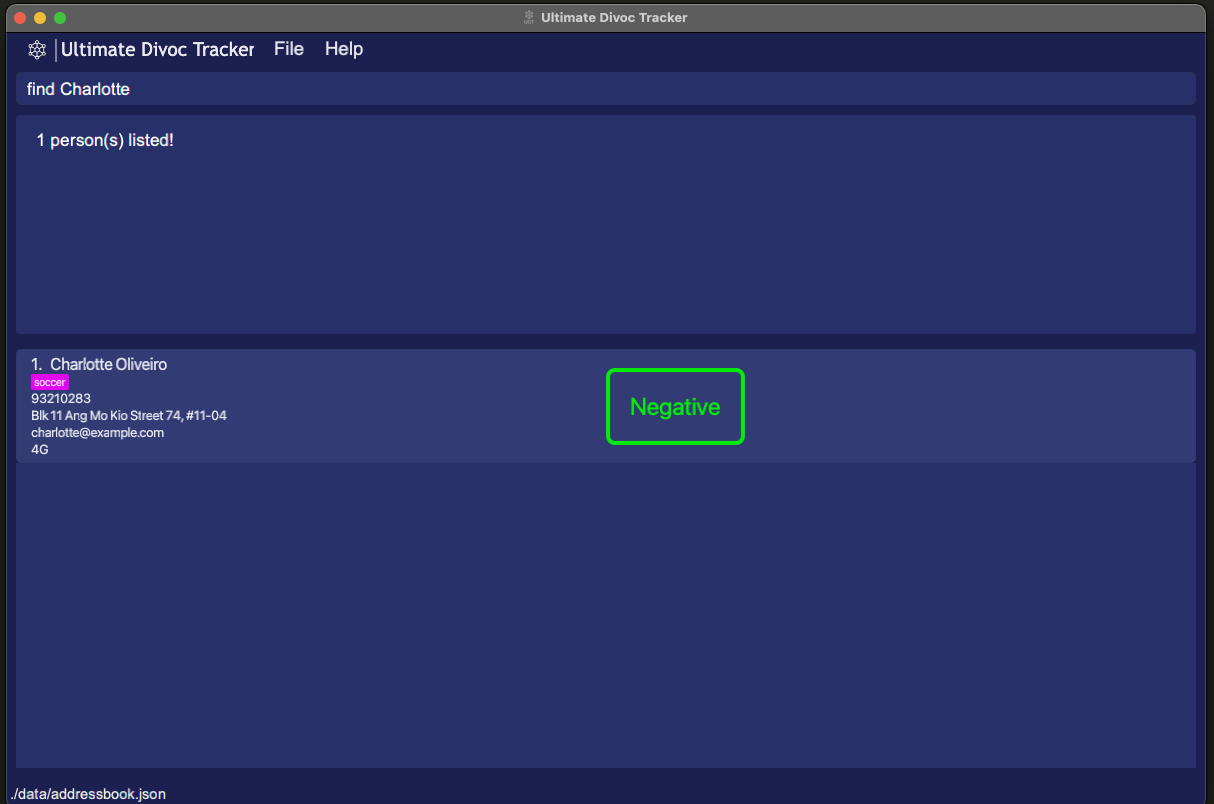 Ultimate Divoc Tracker
Ultimate Divoc Tracker File Help
find Charlotte
1 person(s) listed!
1. Charlotte Oliveiro
soccer
93210283
Blk 11 Ang Mo Kio Street 74, #11-04
charlotte@example.com
4G
Negative
./data/addressbook.json